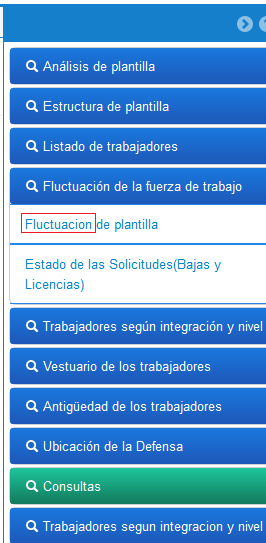 Análisis de plantilla
Estructura de plantilla
Listado de trabajadores
Fluctuación de la fuerza de trabajo
Fluctuacion de plantilla
Estado de las Solicitudes(Bajas y
Licencias)
Trabajadores según integración y nivel
Vestuario de los trabajadores
Antigüedad de los trabajadores
Ubicación de la Defensa
Consultas
Trabajadores segun integracion y nivel